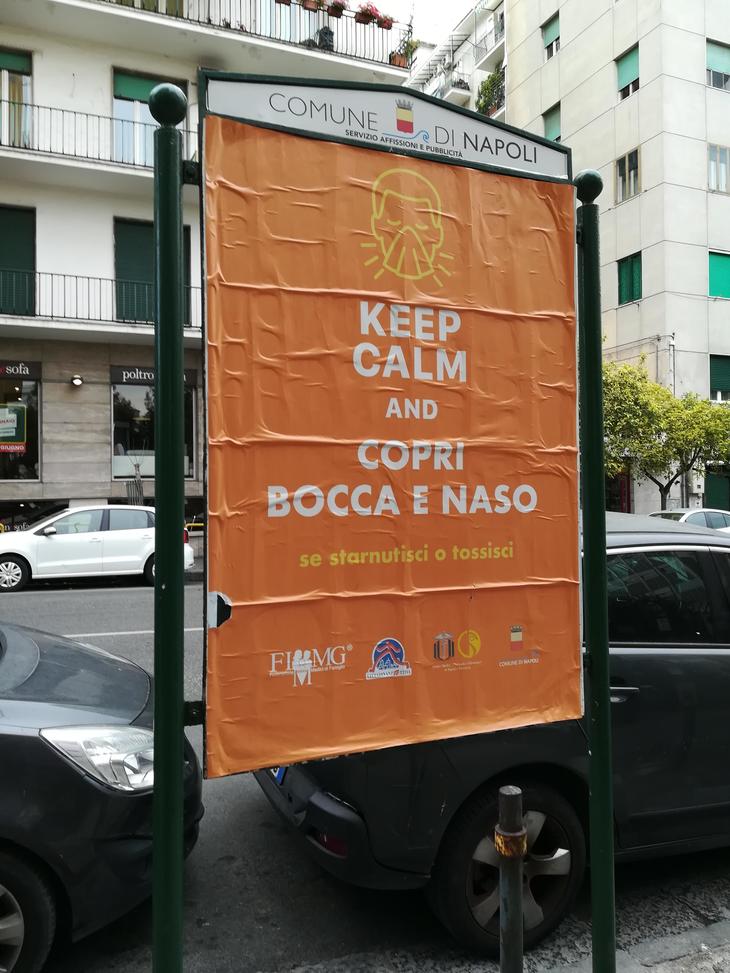 COMUNE DI NAPOLI
SERVIZIO AFFISSIONI E PUBBLICITÀ
KEEP
CALM
AND
COPRI
BOCCA E NASO
se starnutisci o tossisci
FIMMG®
COMUNE DI NAPOLI
sofa
poltro
GIUGNO